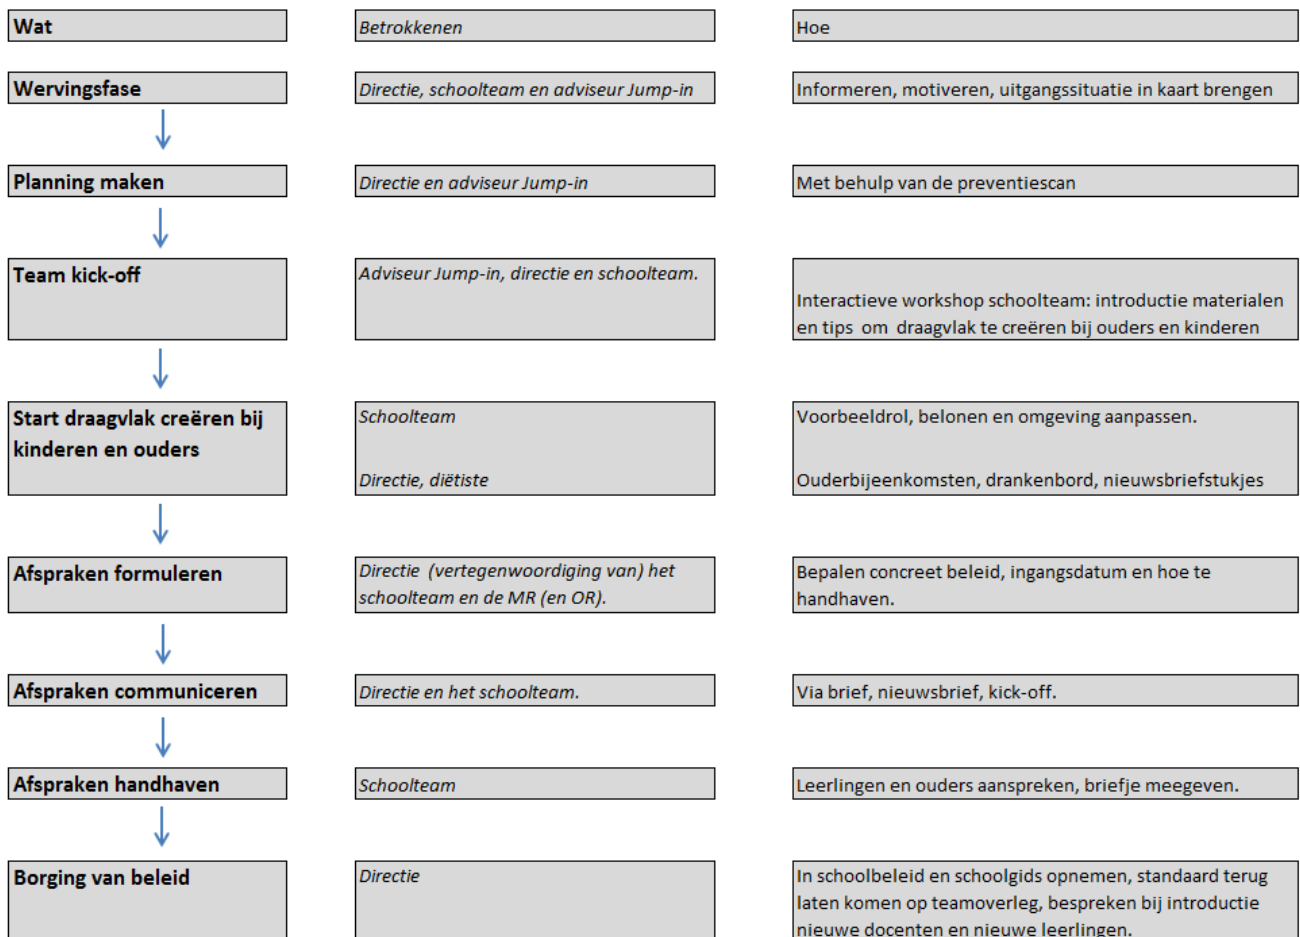 Wat
Betrokkenen
Hoe
Wervingsfase
Directie, schoolteam en adviseur Jump-in
Informeren, motiveren, uitgangssituatie in kaart brengen
Planning maken
Directie en adviseur Jump-in
Met behulp van de preventiescan
Team kick-off
Adviseur Jump-in, directie en schoolteam.
Interactieve workshop schoolteam: introductie materialen
en tips om draagvlak te creëren bij ouders en kinderen
Start draagvlak creëren bij
kinderen en ouders
Schoolteam
Directie, diëtiste
Voorbeeldrol, belonen en omgeving aanpassen.
Ouderbijeenkomsten, drankenbord, nieuwsbriefstukjes
Afspraken formuleren
Directie (vertegenwoordiging van) het
schoolteam en de MR (en OR).
Bepalen concreet beleid, ingangsdatum en hoe te
handhaven.
Afspraken communiceren
Directie en het schoolteam.
Via brief, nieuwsbrief, kick-off.
Afspraken handhaven
Schoolteam
Leerlingen en ouders aanspreken, briefje meegeven.
Borging van beleid
Directie
In schoolbeleid en schoolgids opnemen, standaard terug
laten komen op teamoverleg, bespreken bij introductie
nieuwe docenten en nieuwe leerlingen.